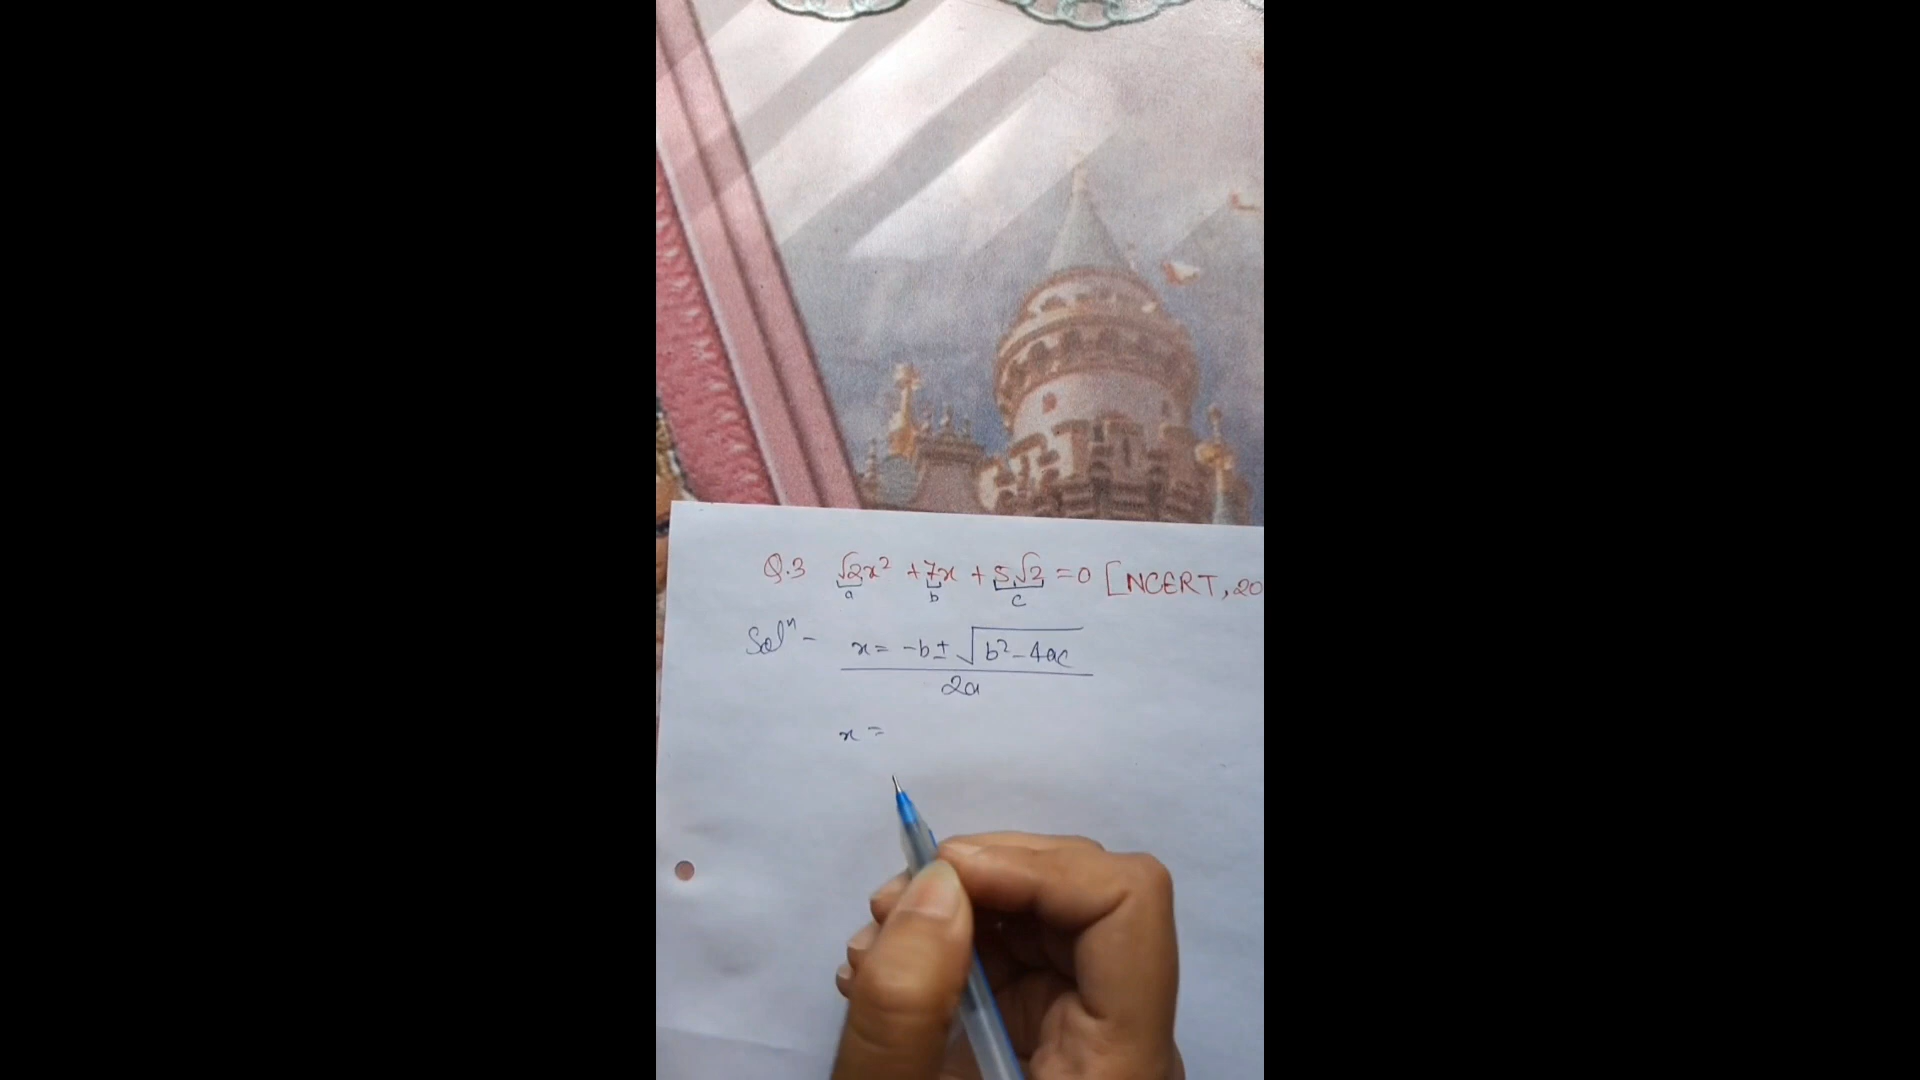 Q.3 √2x² + 7x + 5√2 = 0 [NCERT, 20
a b c
Solⁿ - x = -b ± √b² - 4ac
2a
x =